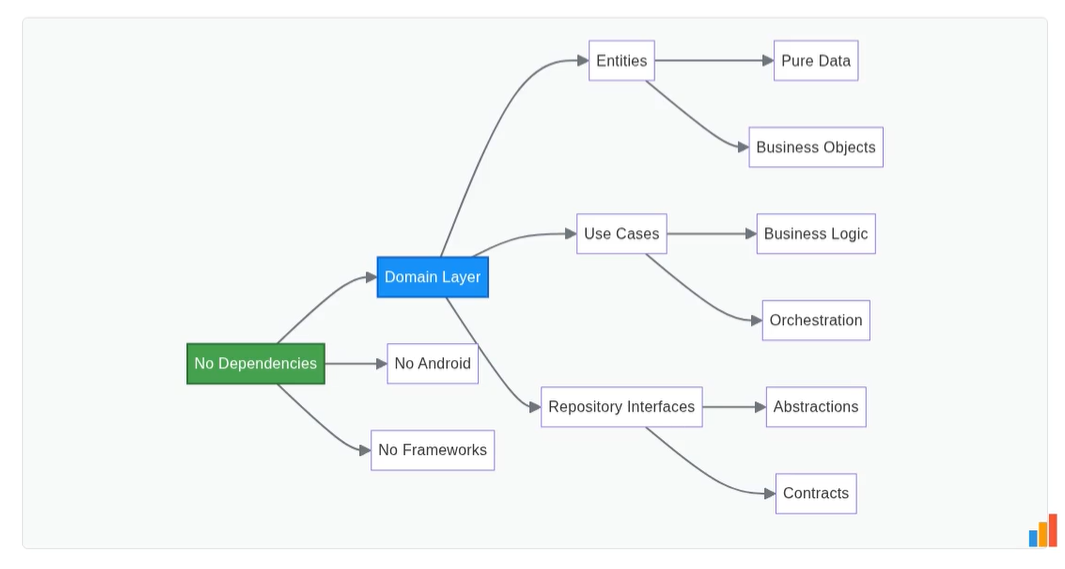 Entities
Pure Data
Business Objects
Use Cases
Business Logic
Domain Layer
Orchestration
No Dependencies
No Android
Repository Interfaces
Abstractions
No Frameworks
Contracts